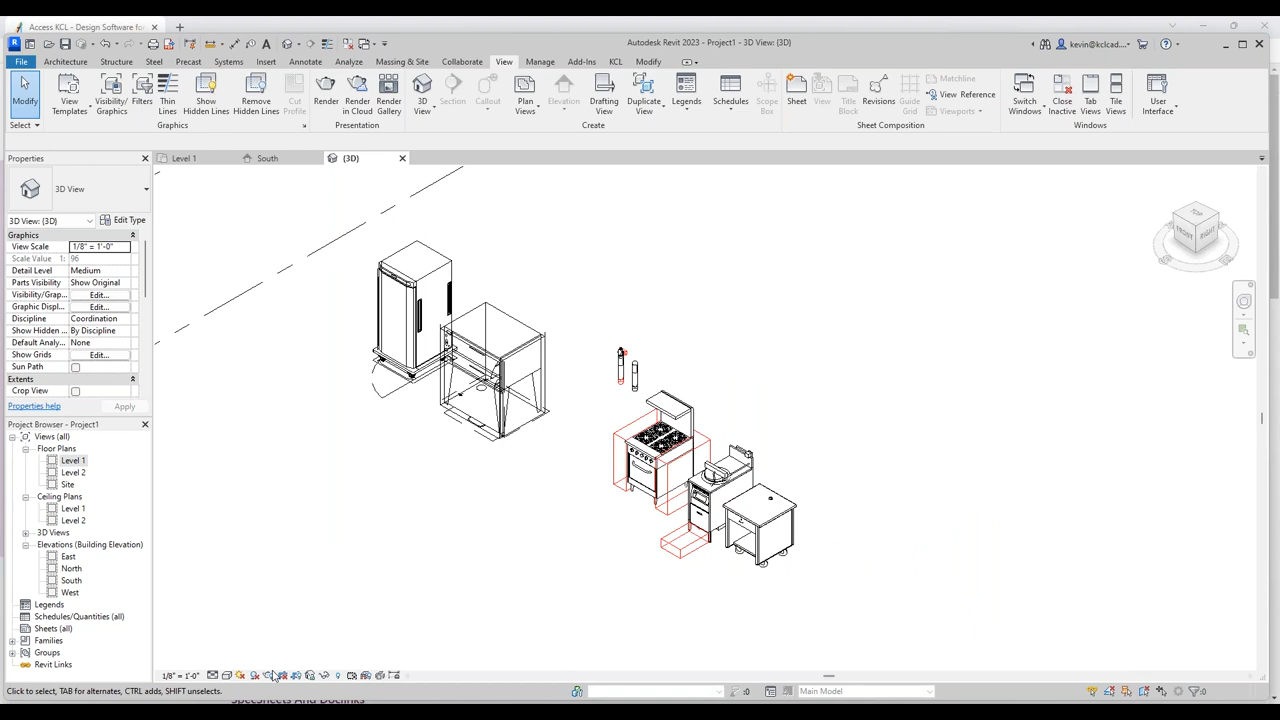 Access KCL - Design Software for
Autodesk Revit 2023 - Project1 - 3D View: {3D}
kevin@kclcad....
File Architecture Structure Steel Precast Systems Insert Annotate Analyze Massing & Site Collaborate View Manage Add-Ins KCL Modify
Modify
View Templates
Visibility/ Graphics
Filters
Thin Lines
Show Hidden Lines
Remove Hidden Lines
Cut Profile
Render
Render in Cloud
Render Gallery
3D View
Section
Callout
Plan Views
Elevation
Drafting View
Duplicate View
Legends
Schedules
Scope Box
Sheet
View
Title Block
Revisions
Guide Grid
Matchline
View Reference
Viewports
Switch Windows
Close Inactive
Tab Views
Tile Views
User Interface
Select Graphics Presentation Create Sheet Composition Windows
Properties
Level 1 South {3D}
3D View
3D View: {3D} Edit Type
Graphics
View Scale 1/8" = 1'-0"
Scale Value 1: 96
Detail Level Medium
Parts Visibility Show Original
Visibility/Grap... Edit...
Graphic Displ... Edit...
Discipline Coordination
Show Hidden ... By Discipline
Default Analy... None
Show Grids Edit...
Sun Path
Extents
Crop View
Properties help Apply
Project Browser - Project1
Views (all)
Floor Plans
Level 1
Level 2
Site
Ceiling Plans
Level 1
Level 2
3D Views
Elevations (Building Elevation)
East
North
South
West
Legends
Schedules/Quantities (all)
Sheets (all)
Families
Groups
Revit Links
TOP
FRONT
RIGHT
1/8" = 1'-0"
Click to select, TAB for alternates, CTRL adds, SHIFT unselects.
:0
Main Model
:0
SpecSheets And Doclinks